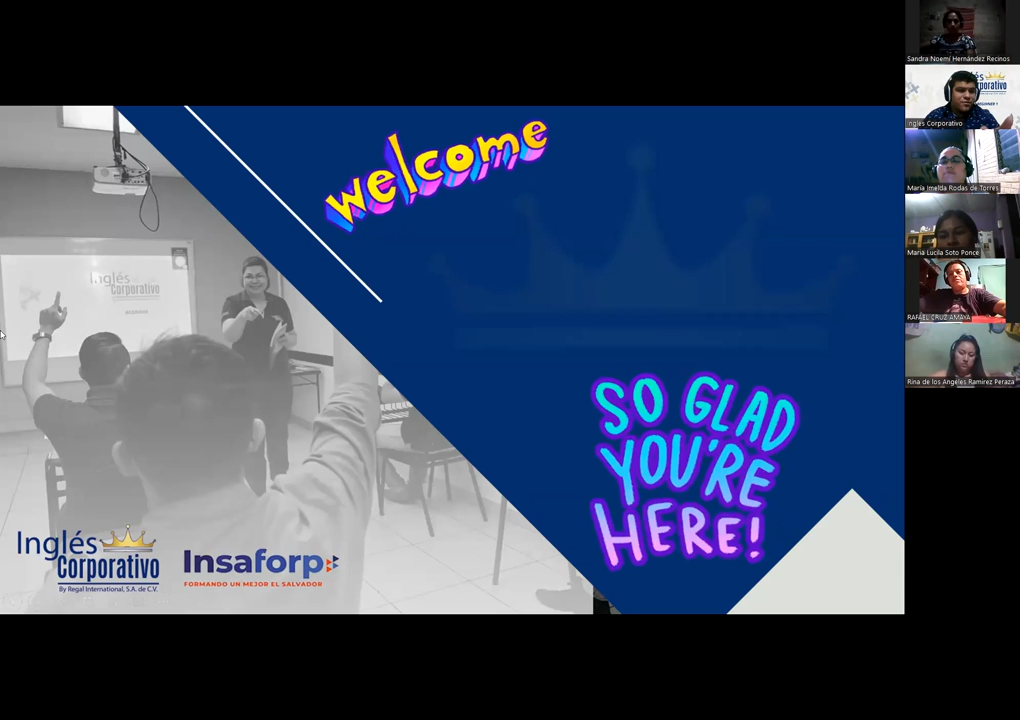 welcome
SO GLAD
YOU'RE
HERE!
Inglés
Corporativo
Inglés
Corporativo
By Regal International, S.A. de C.V.
Insaforp
FORMANDO UN MEJOR EL SALVADOR
Sandra Noemí Hernández Recinos
Inglés Corporativo
María Imelda Rodas de Torres
Maria Lucila Soto Ponce
RAFAEL CRUZ AMAYA
Rina de los Angeles Ramirez Peraza